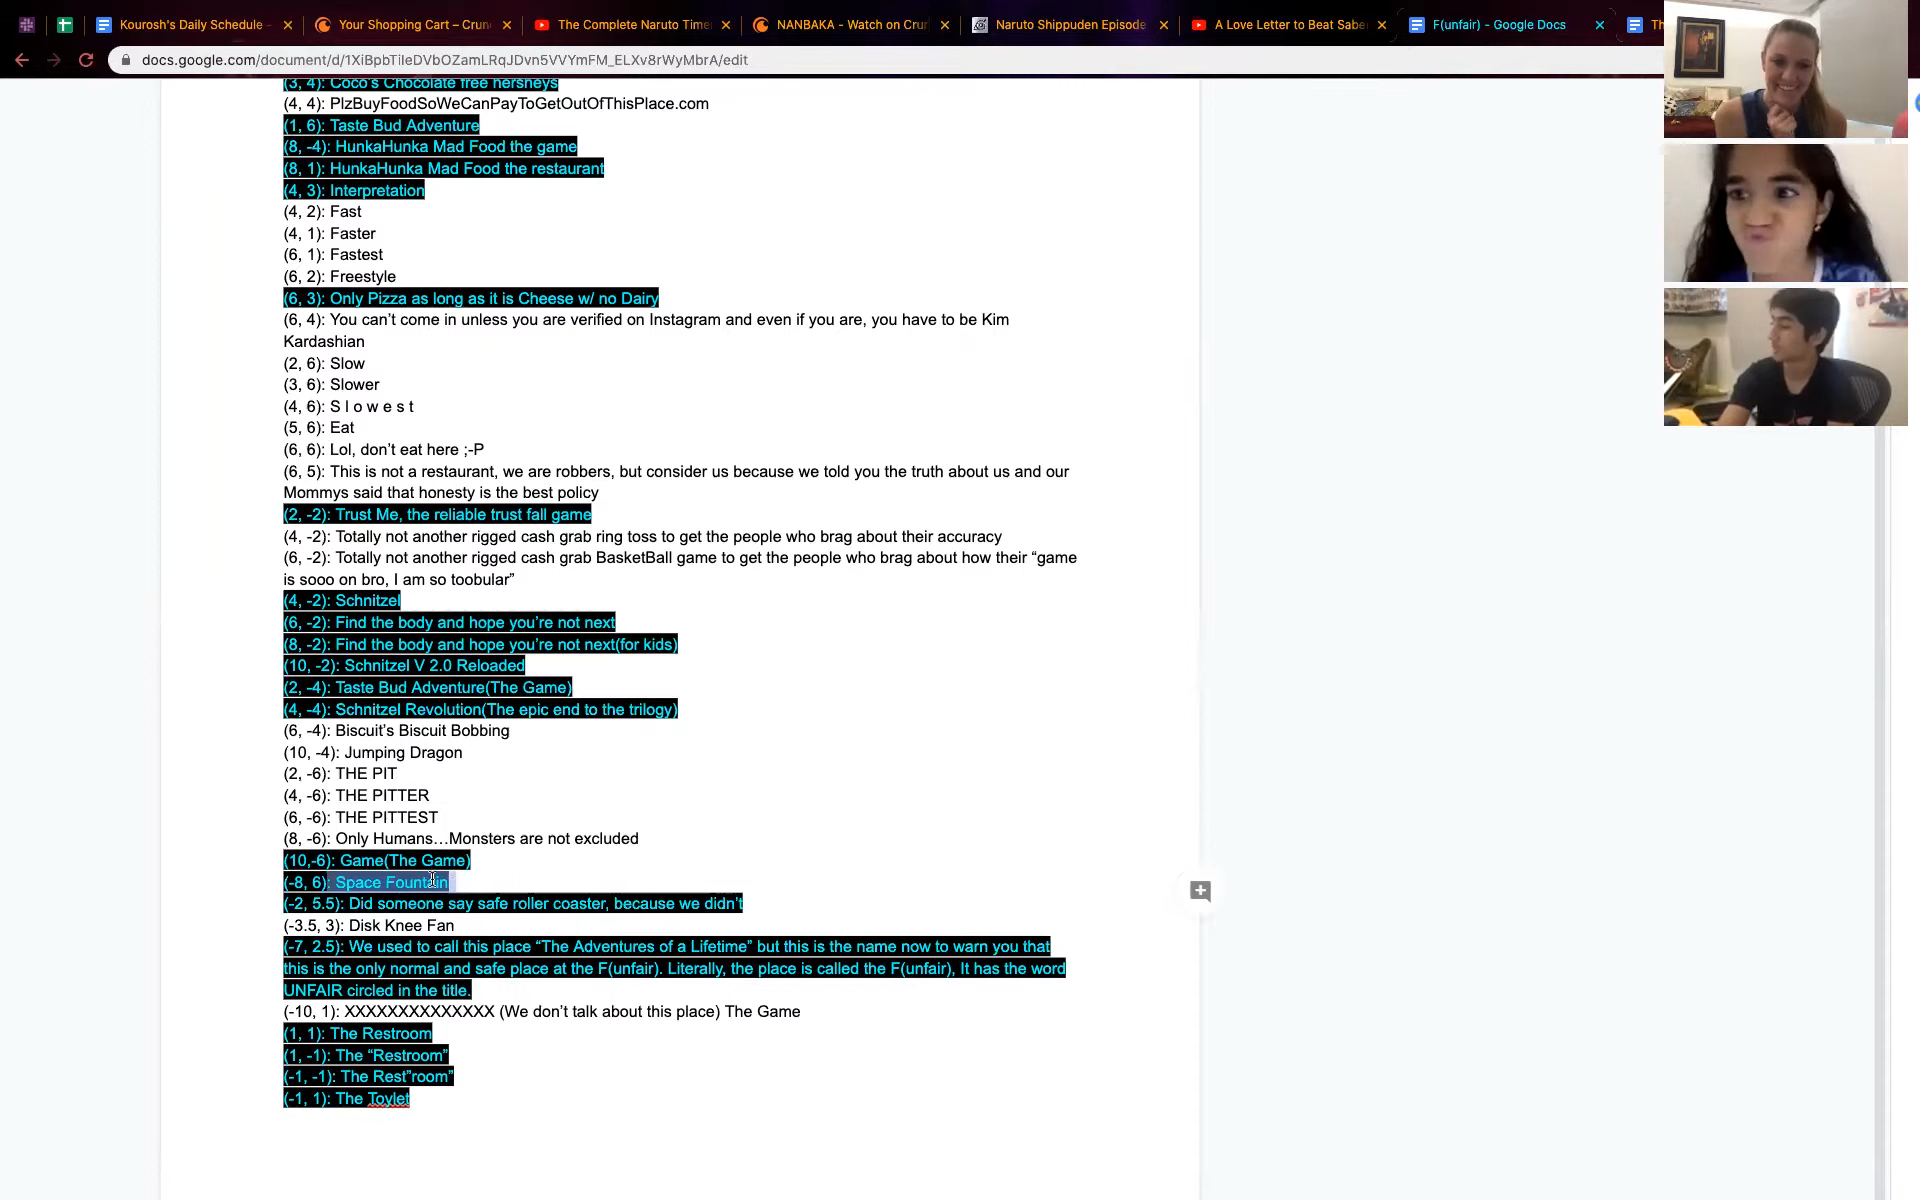 Kourosh's Daily Schedule -
Your Shopping Cart – Crunc
The Complete Naruto Time
NANBAKA - Watch on Crun
Naruto Shippuden Episode
A Love Letter to Beat Sabe
F(unfair) - Google Docs
docs.google.com/document/d/1XiBpbTileDVbOZamLRqJDvn5VVYmFM_ELXv8rWyMbrA/edit
(3, 4): Coco's Chocolate free hersheys
(4, 4): PlzBuyFoodSoWeCanPayToGetOutOfThisPlace.com
(1, 6): Taste Bud Adventure
(8, -4): HunkaHunka Mad Food the game
(8, 1): HunkaHunka Mad Food the restaurant
(4, 3): Interpretation
(4, 2): Fast
(4, 1): Faster
(6, 1): Fastest
(6, 2): Freestyle
(6, 3): Only Pizza as long as it is Cheese w/ no Dairy
(6, 4): You can't come in unless you are verified on Instagram and even if you are, you have to be Kim
Kardashian
(2, 6): Slow
(3, 6): Slower
(4, 6): S l o w e s t
(5, 6): Eat
(6, 6): Lol, don't eat here ;-P
(6, 5): This is not a restaurant, we are robbers, but consider us because we told you the truth about us and our
Mommys said that honesty is the best policy
(2, -2): Trust Me, the reliable trust fall game
(4, -2): Totally not another rigged cash grab ring toss to get the people who brag about their accuracy
(6, -2): Totally not another rigged cash grab BasketBall game to get the people who brag about how their “game
is sooo on bro, I am so toobular”
(4, -2): Schnitzel
(6, -2): Find the body and hope you're not next
(8, -2): Find the body and hope you're not next(for kids)
(10, -2): Schnitzel V 2.0 Reloaded
(2, -4): Taste Bud Adventure(The Game)
(4, -4): Schnitzel Revolution(The epic end to the trilogy)
(6, -4): Biscuit's Biscuit Bobbing
(10, -4): Jumping Dragon
(2, -6): THE PIT
(4, -6): THE PITTER
(6, -6): THE PITTEST
(8, -6): Only Humans…Monsters are not excluded
(10,-6): Game(The Game)
(-8, 6): Space Fountain
(-2, 5.5): Did someone say safe roller coaster, because we didn't
(-3.5, 3): Disk Knee Fan
(-7, 2.5): We used to call this place “The Adventures of a Lifetime” but this is the name now to warn you that
this is the only normal and safe place at the F(unfair). Literally, the place is called the F(unfair), It has the word
UNFAIR circled in the title.
(-10, 1): XXXXXXXXXXXXXX (We don't talk about this place) The Game
(1, 1): The Restroom
(1, -1): The “Restroom”
(-1, -1): The Rest”room”
(-1, 1): The Toylet